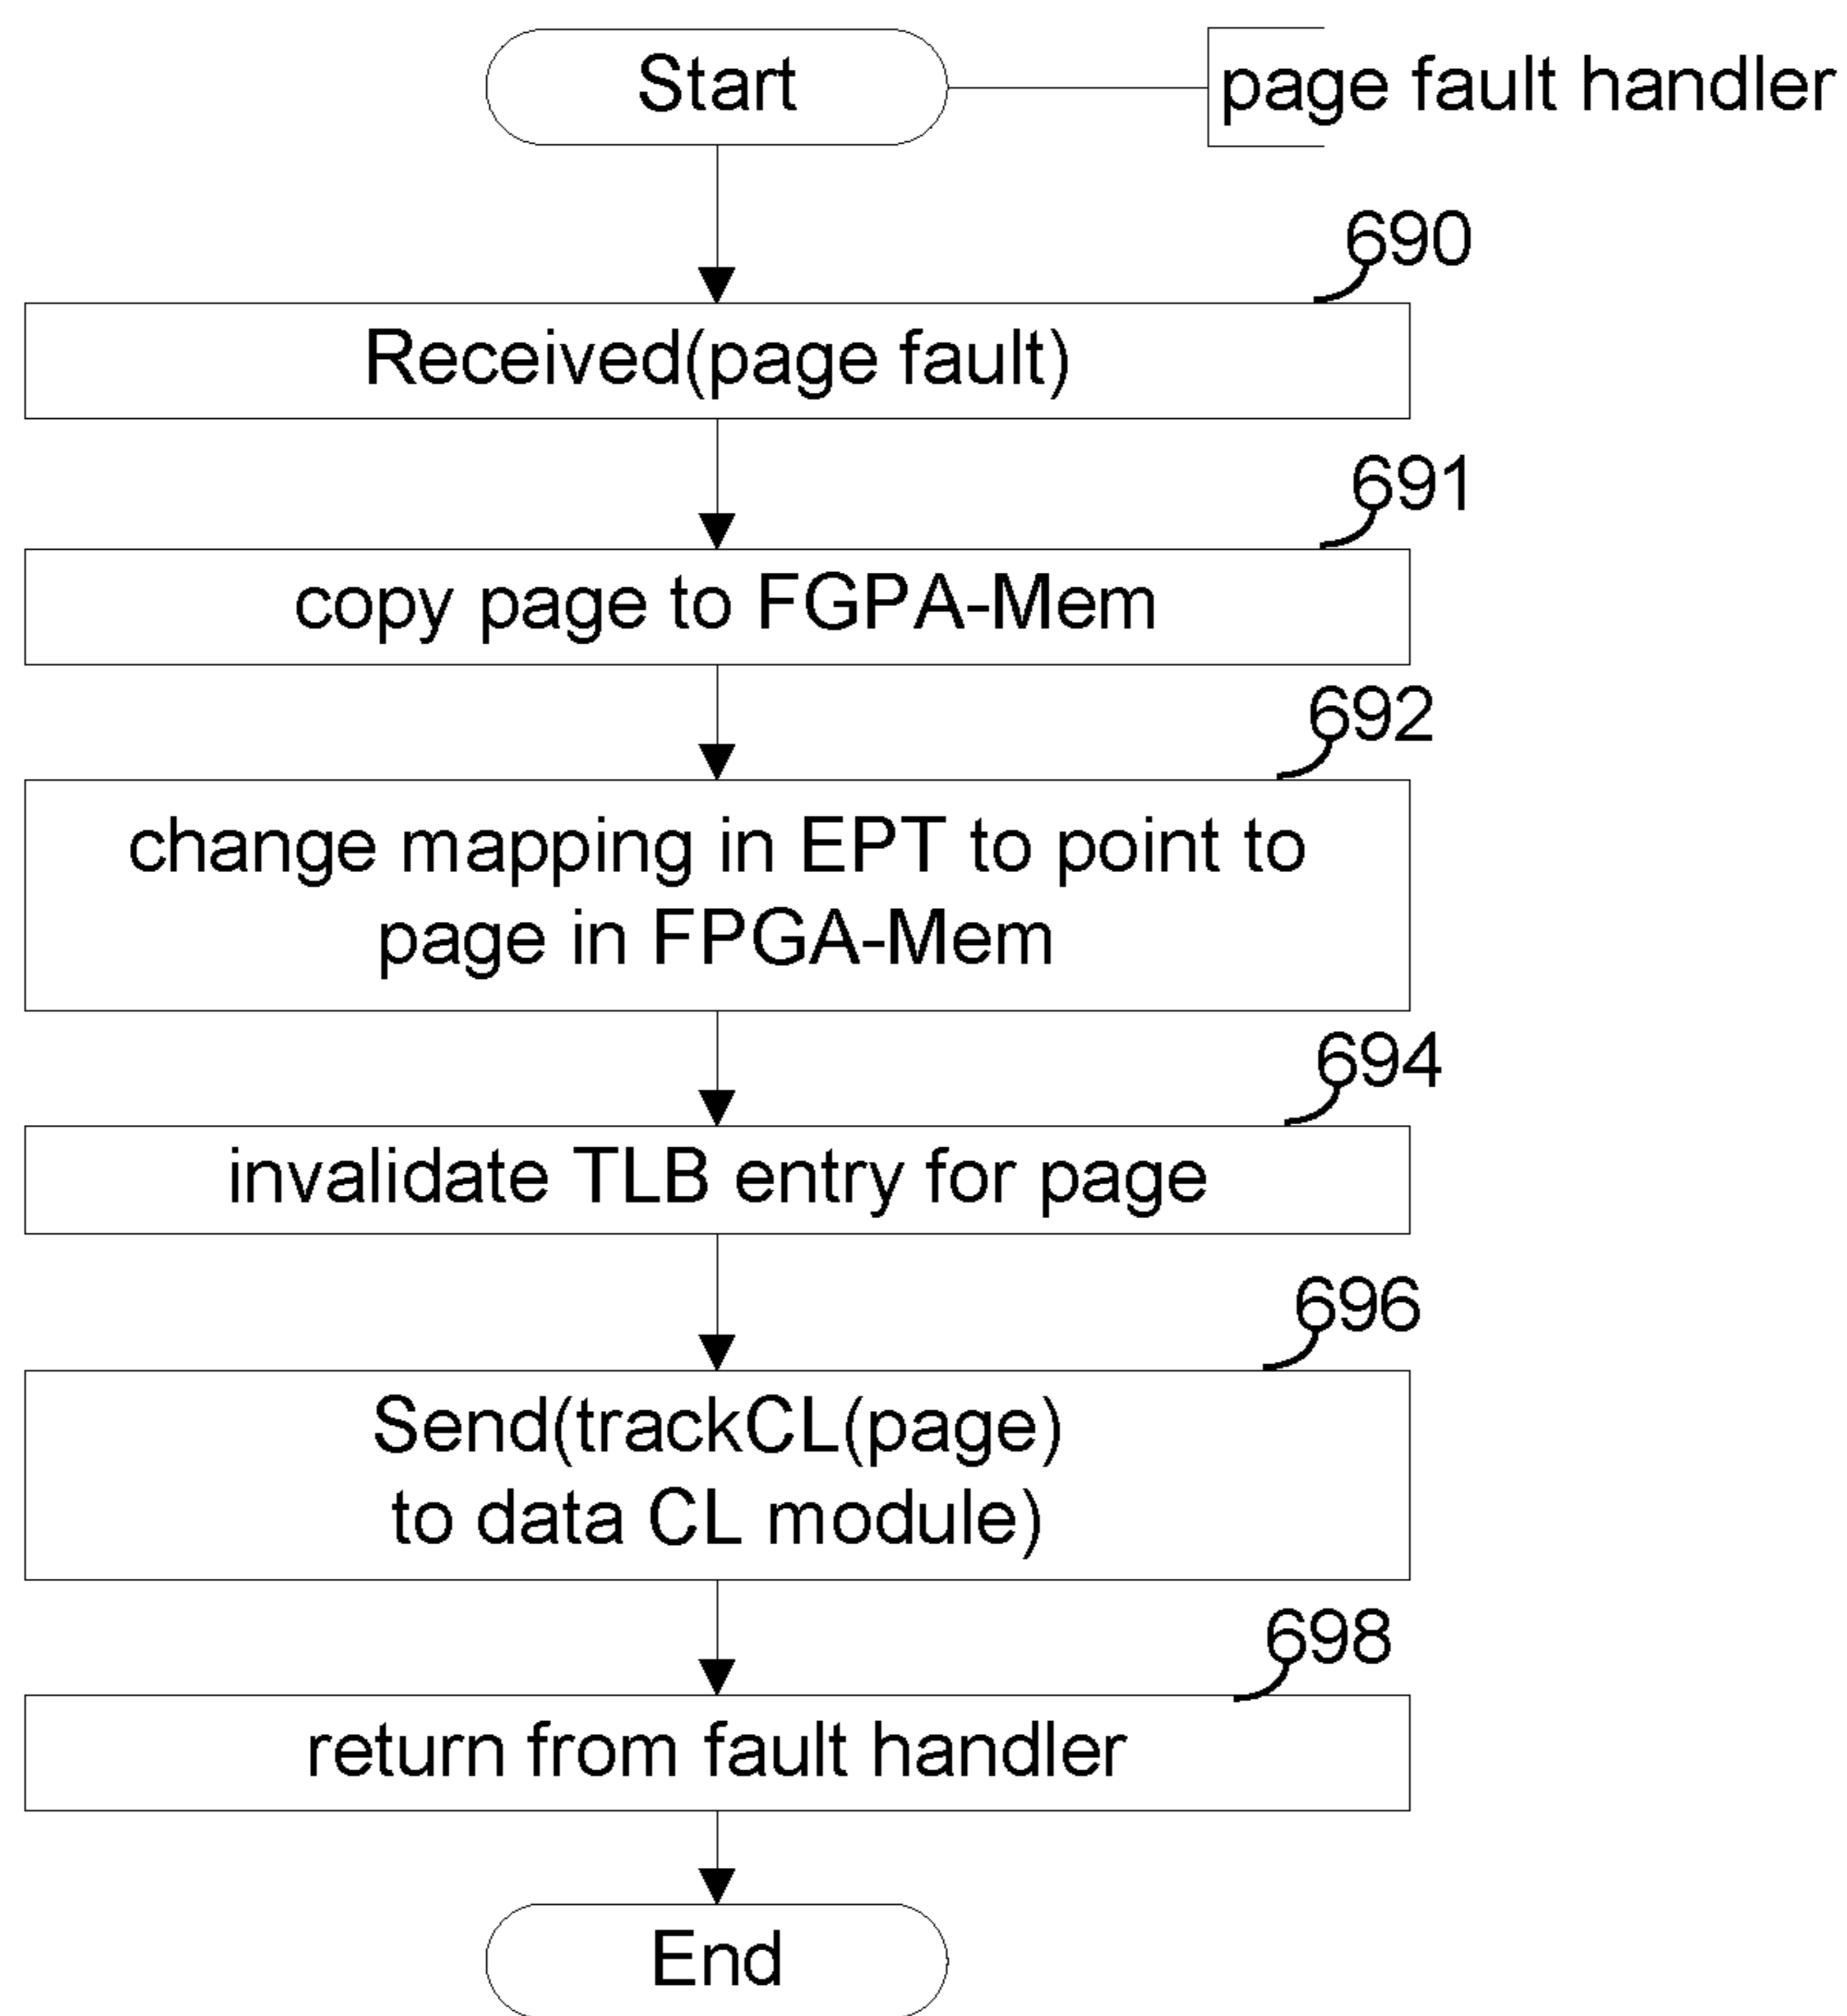 Start
page fault handler
690
Received(page fault)
691
copy page to FGPA-Mem
692
change mapping in EPT to point to
page in FPGA-Mem
694
invalidate TLB entry for page
696
Send(trackCL(page)
to data CL module)
698
return from fault handler
End